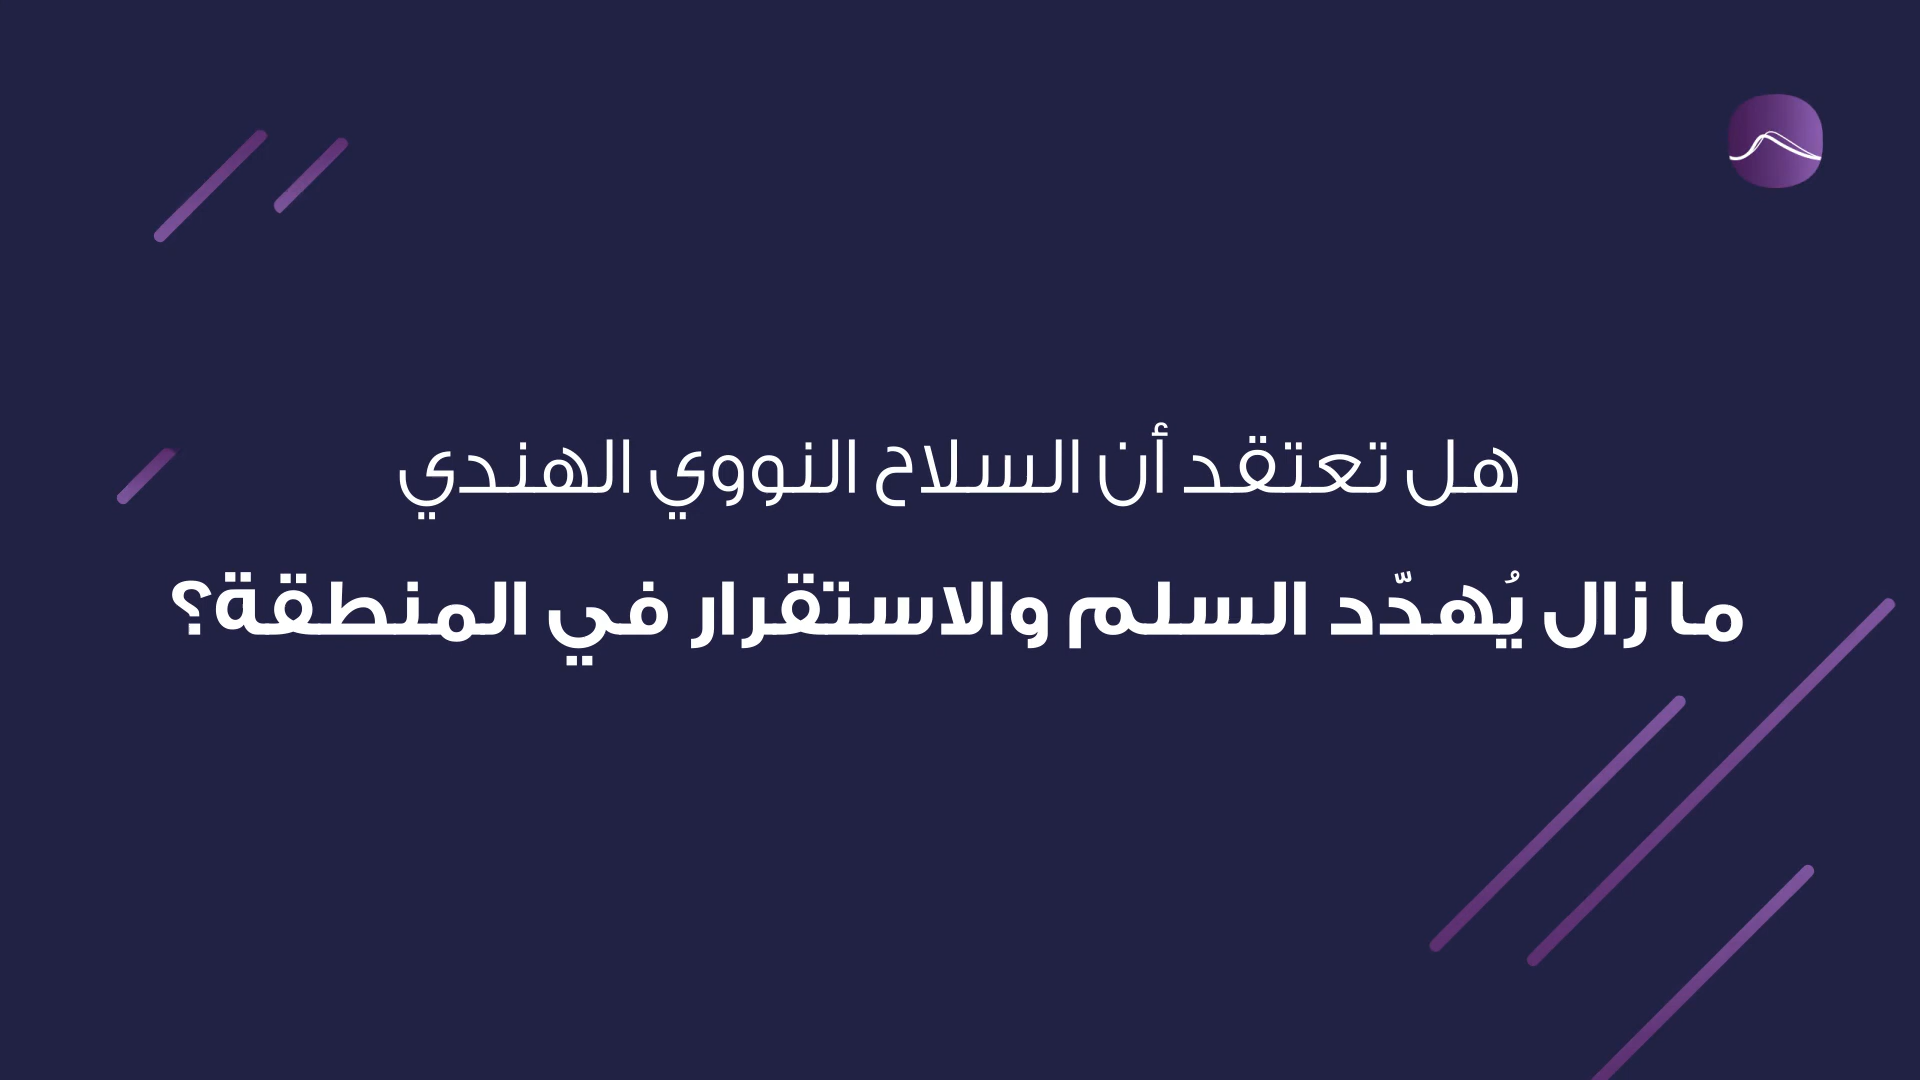 هل تعتقد أن السلاح النووي الهندي
ما زال يُهدّد السلم والاستقرار في المنطقة؟